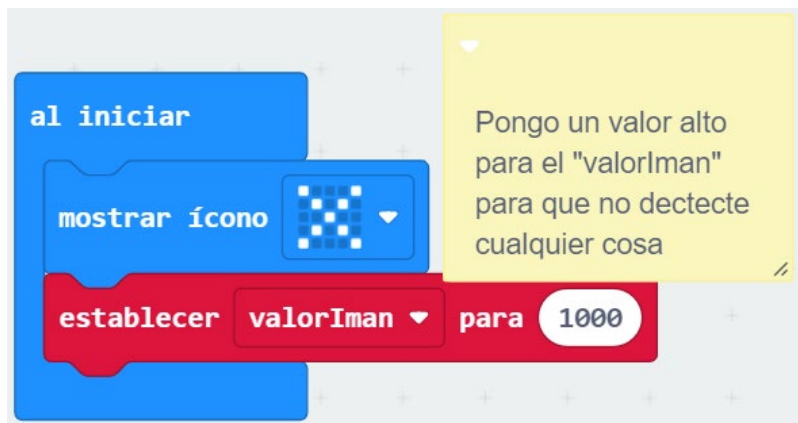 al iniciar
mostrar ícono
establecer valorIman para 1000
Pongo un valor alto
para el "valorIman"
para que no dectecte
cualquier cosa